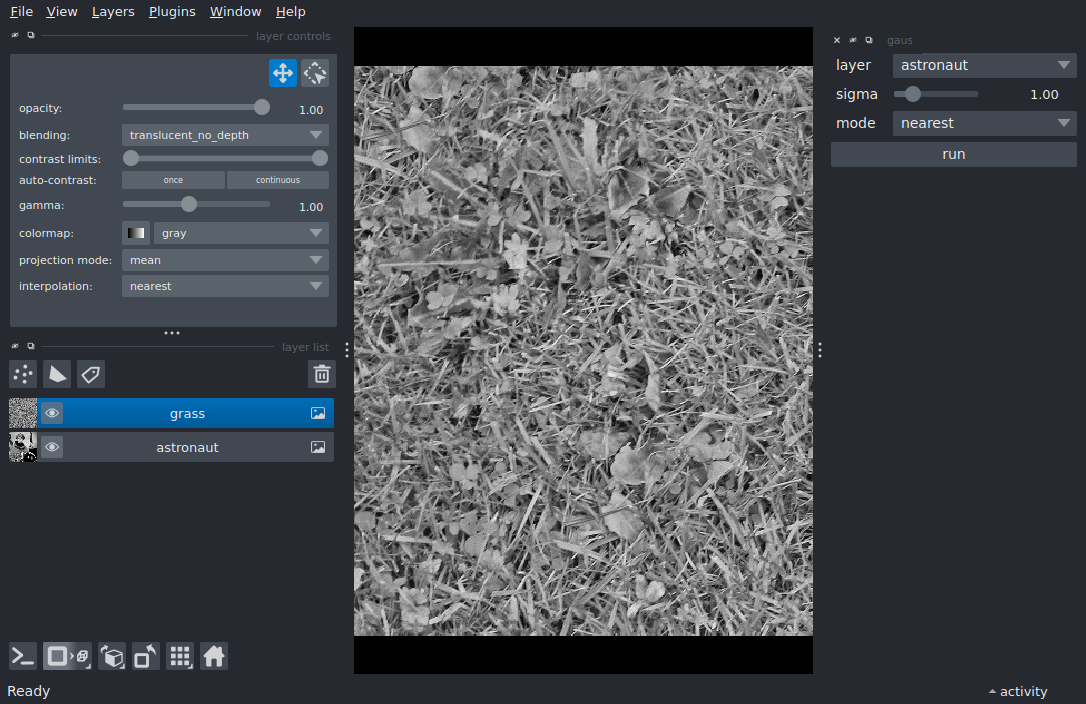 File View Layers Plugins Window Help
layer controls
opacity: 1.00
blending: translucent_no_depth
contrast limits:
auto-contrast: once continuous
gamma: 1.00
colormap: gray
projection mode: mean
interpolation: nearest
layer list
grass
astronaut
gaus
layer astronaut
sigma 1.00
mode nearest
run
Ready
activity